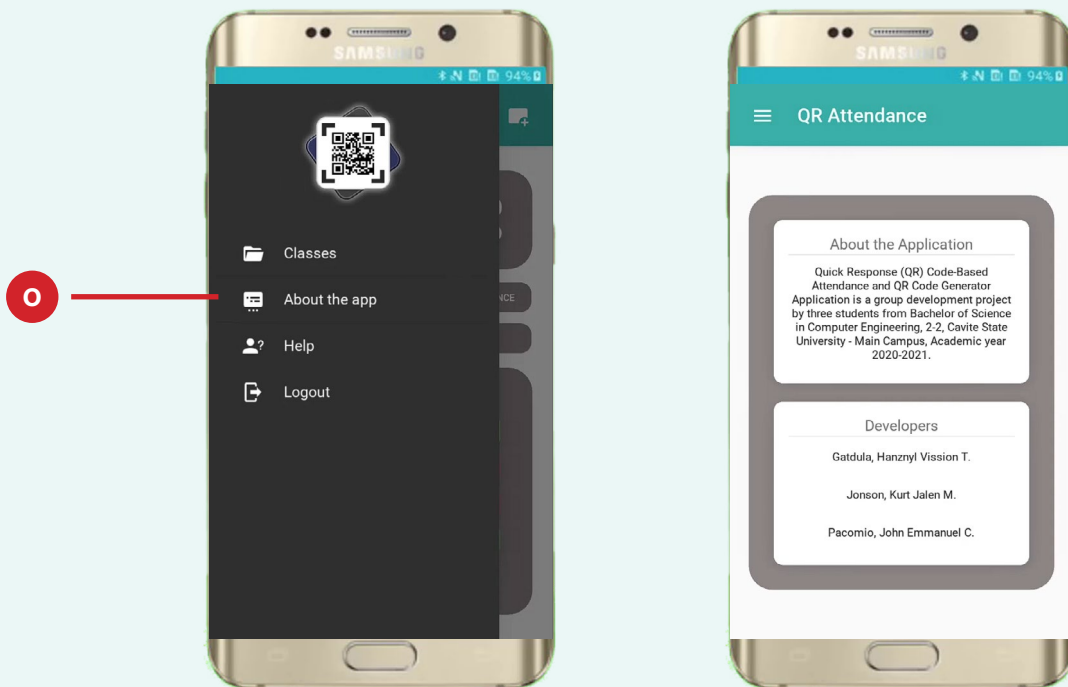 SAMSUNG
94%
Classes
O
About the app
NCE
Help
Logout
SAMSUNG
94%
QR Attendance
About the Application
Quick Response (QR) Code-Based
Attendance and QR Code Generator
Application is a group development project
by three students from Bachelor of Science
in Computer Engineering, 2-2, Cavite State
University - Main Campus, Academic year
2020-2021.
Developers
Gatdula, Hanznyl Vission T.
Jonson, Kurt Jalen M.
Pacomio, John Emmanuel C.